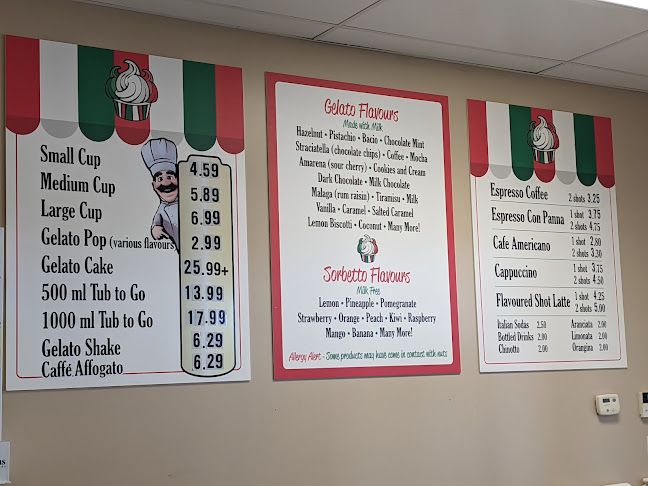 Small Cup 4.59
Medium Cup 5.89
Large Cup 6.99
Gelato Pop (various flavours) 2.99
Gelato Cake 25.99+
500 ml Tub to Go 13.99
1000 ml Tub to Go 17.99
Gelato Shake 6.29
Caffé Affogato 6.29
Gelato Flavours
Made with Milk
Hazelnut • Pistachio • Bacio • Chocolate Mint
Straciatella (chocolate chips) • Coffee • Mocha
Amarena (sour cherry) • Cookies and Cream
Dark Chocolate • Milk Chocolate
Malaga (rum raisin) • Tiramisu • Milk
Vanilla • Caramel • Salted Caramel
Lemon Biscotti • Coconut • Many More!
Sorbetto Flavours
Milk Free
Lemon • Pineapple • Pomegranate
Strawberry • Orange • Peach • Kiwi • Raspberry
Mango • Banana • Many More!
Allergy Alert - Some products may have come in contact with nuts
Espresso Coffee 2 shots 3.25
Espresso Con Panna 1 shot 3.75
2 shots 4.75
Cafe Americano 1 shot 2.80
2 shots 3.30
Cappuccino 1 shot 3.75
2 shots 4.50
Flavoured Shot Latte 1 shot 4.25
2 shots 5.00
Italian Sodas 2.50 Aranciata 2.00
Bottled Drinks 2.00 Limonata 2.00
Chinotto 2.00 Orangina 2.00